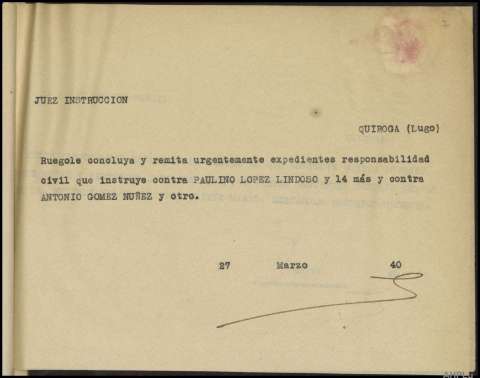 JUEZ INSTRUCCION
QUIROGA (Lugo)
Ruegole concluya y remita urgentemente expedientes responsabilidad
civil que instruye contra PAULINO LOPEZ LINDOSO y 14 más y contra
ANTONIO GOMEZ NUÑEZ y otro.
27 Marzo 40